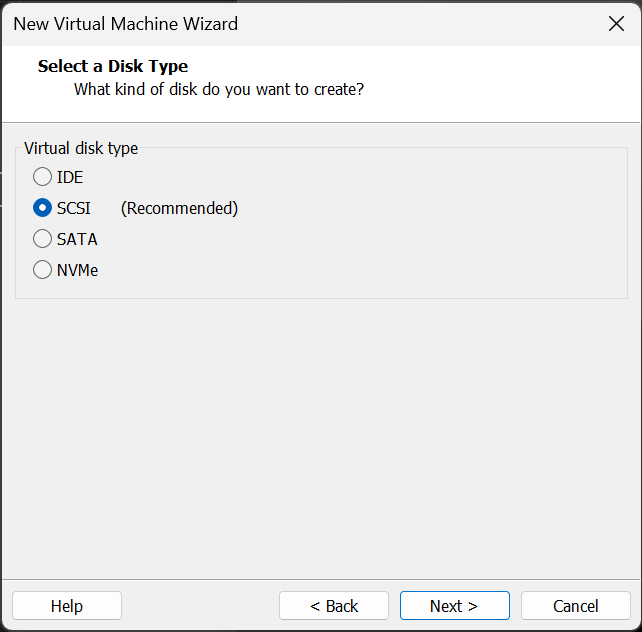 New Virtual Machine Wizard
Select a Disk Type
What kind of disk do you want to create?
Virtual disk type
IDE
SCSI (Recommended)
SATA
NVMe
Help < Back Next > Cancel